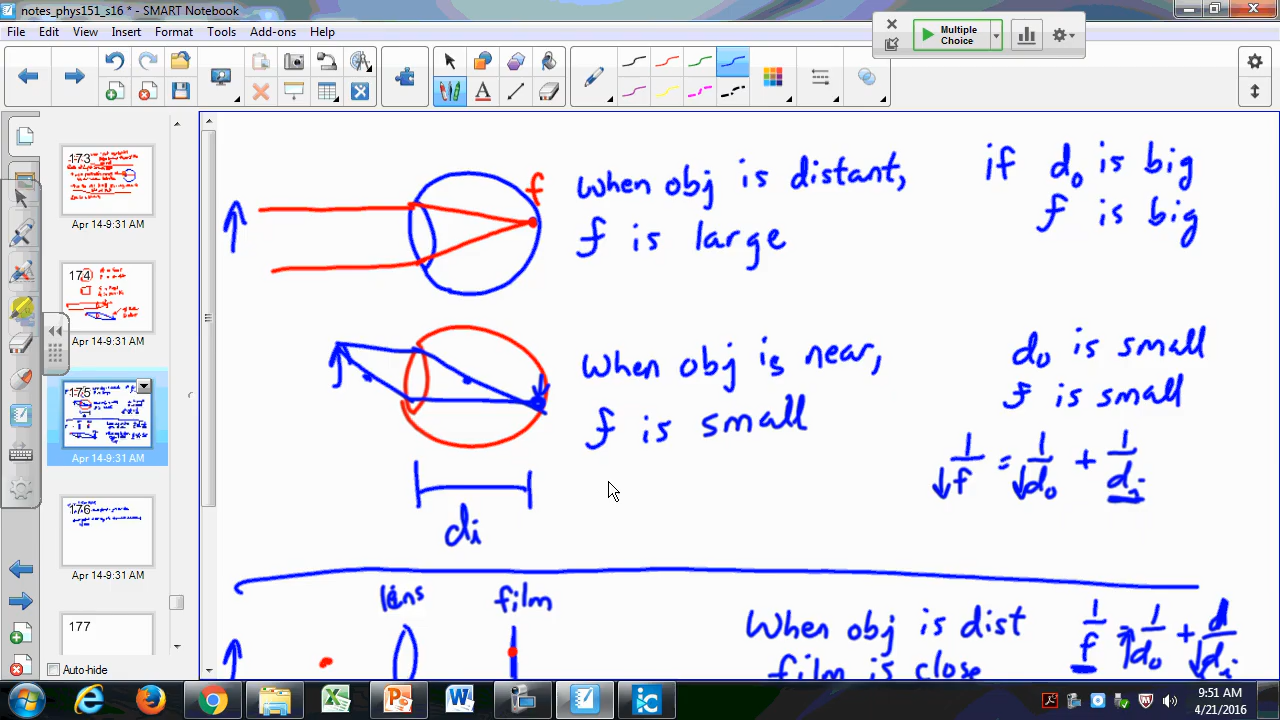 notes_phys151_s16 * - SMART Notebook
File Edit View Insert Format Tools Add-ons Help
Multiple
Choice
173
Apr 14-9:31 AM
174
Apr 14-9:31 AM
175
Apr 14-9:31 AM
176
Apr 14-9:31 AM
177
Auto-hide
f
When obj is distant,
f is large
if do is big
f is big
When obj is near,
f is small
do is small
f is small
1/f = 1/do + 1/di
di
lens
film
When obj is dist
film is close
1/f = 1/do + 1/di
9:51 AM
4/21/2016